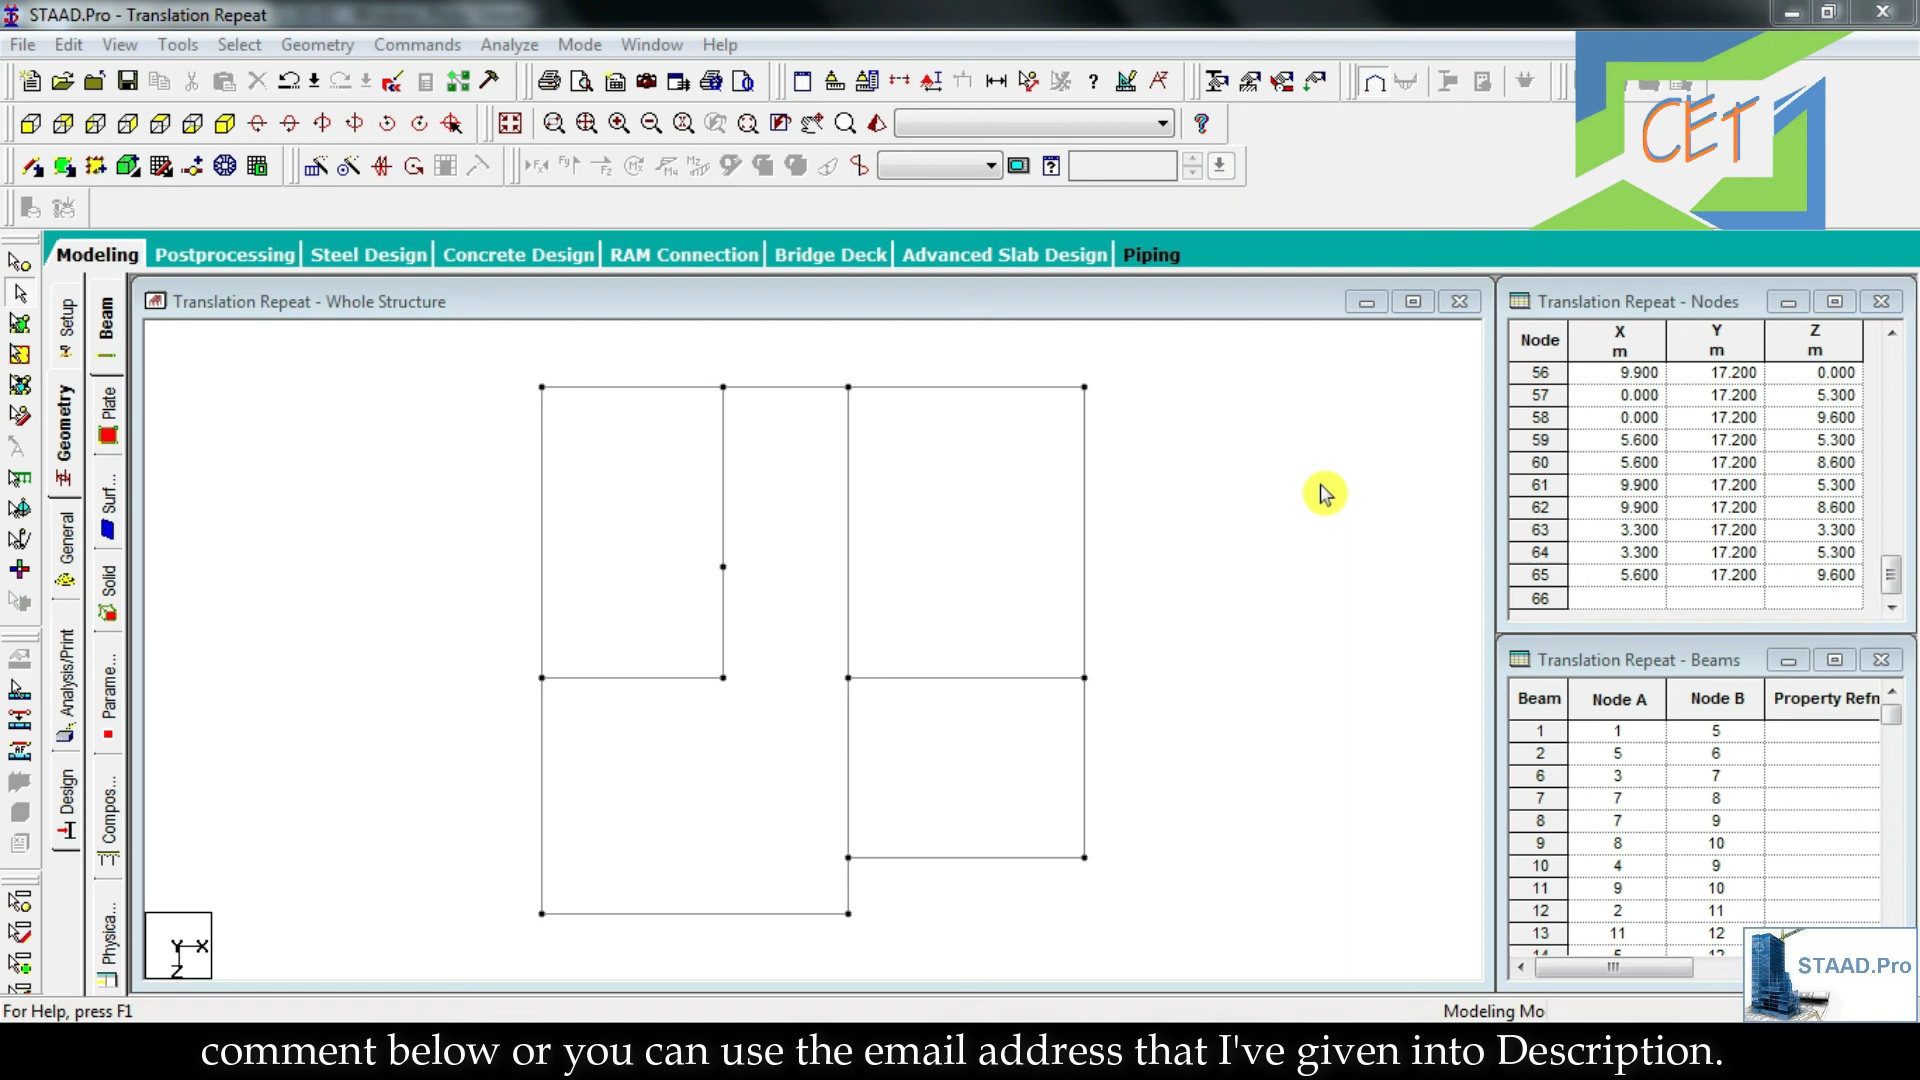 STAAD.Pro - Translation Repeat
File Edit View Tools Select Geometry Commands Analyze Mode Window Help
CET
Modeling Postprocessing Steel Design Concrete Design RAM Connection Bridge Deck Advanced Slab Design Piping
Setup
Geometry
General
Analysis/Print
Design
Beam
Plate
Surf...
Solid
Parame...
Compos...
Physica...
Translation Repeat - Whole Structure
Y X
Z
Translation Repeat - Nodes
Node X m Y m Z m
56 9.900 17.200 0.000
57 0.000 17.200 5.300
58 0.000 17.200 9.600
59 5.600 17.200 5.300
60 5.600 17.200 8.600
61 9.900 17.200 5.300
62 9.900 17.200 8.600
63 3.300 17.200 3.300
64 3.300 17.200 5.300
65 5.600 17.200 9.600
66
Translation Repeat - Beams
Beam Node A Node B Property Refn
1 1 5
2 5 6
6 3 7
7 7 8
8 7 9
9 8 10
10 4 9
11 9 10
12 2 11
13 11 12
STAAD.Pro
For Help, press F1
Modeling Mo
comment below or you can use the email address that I've given into Description.